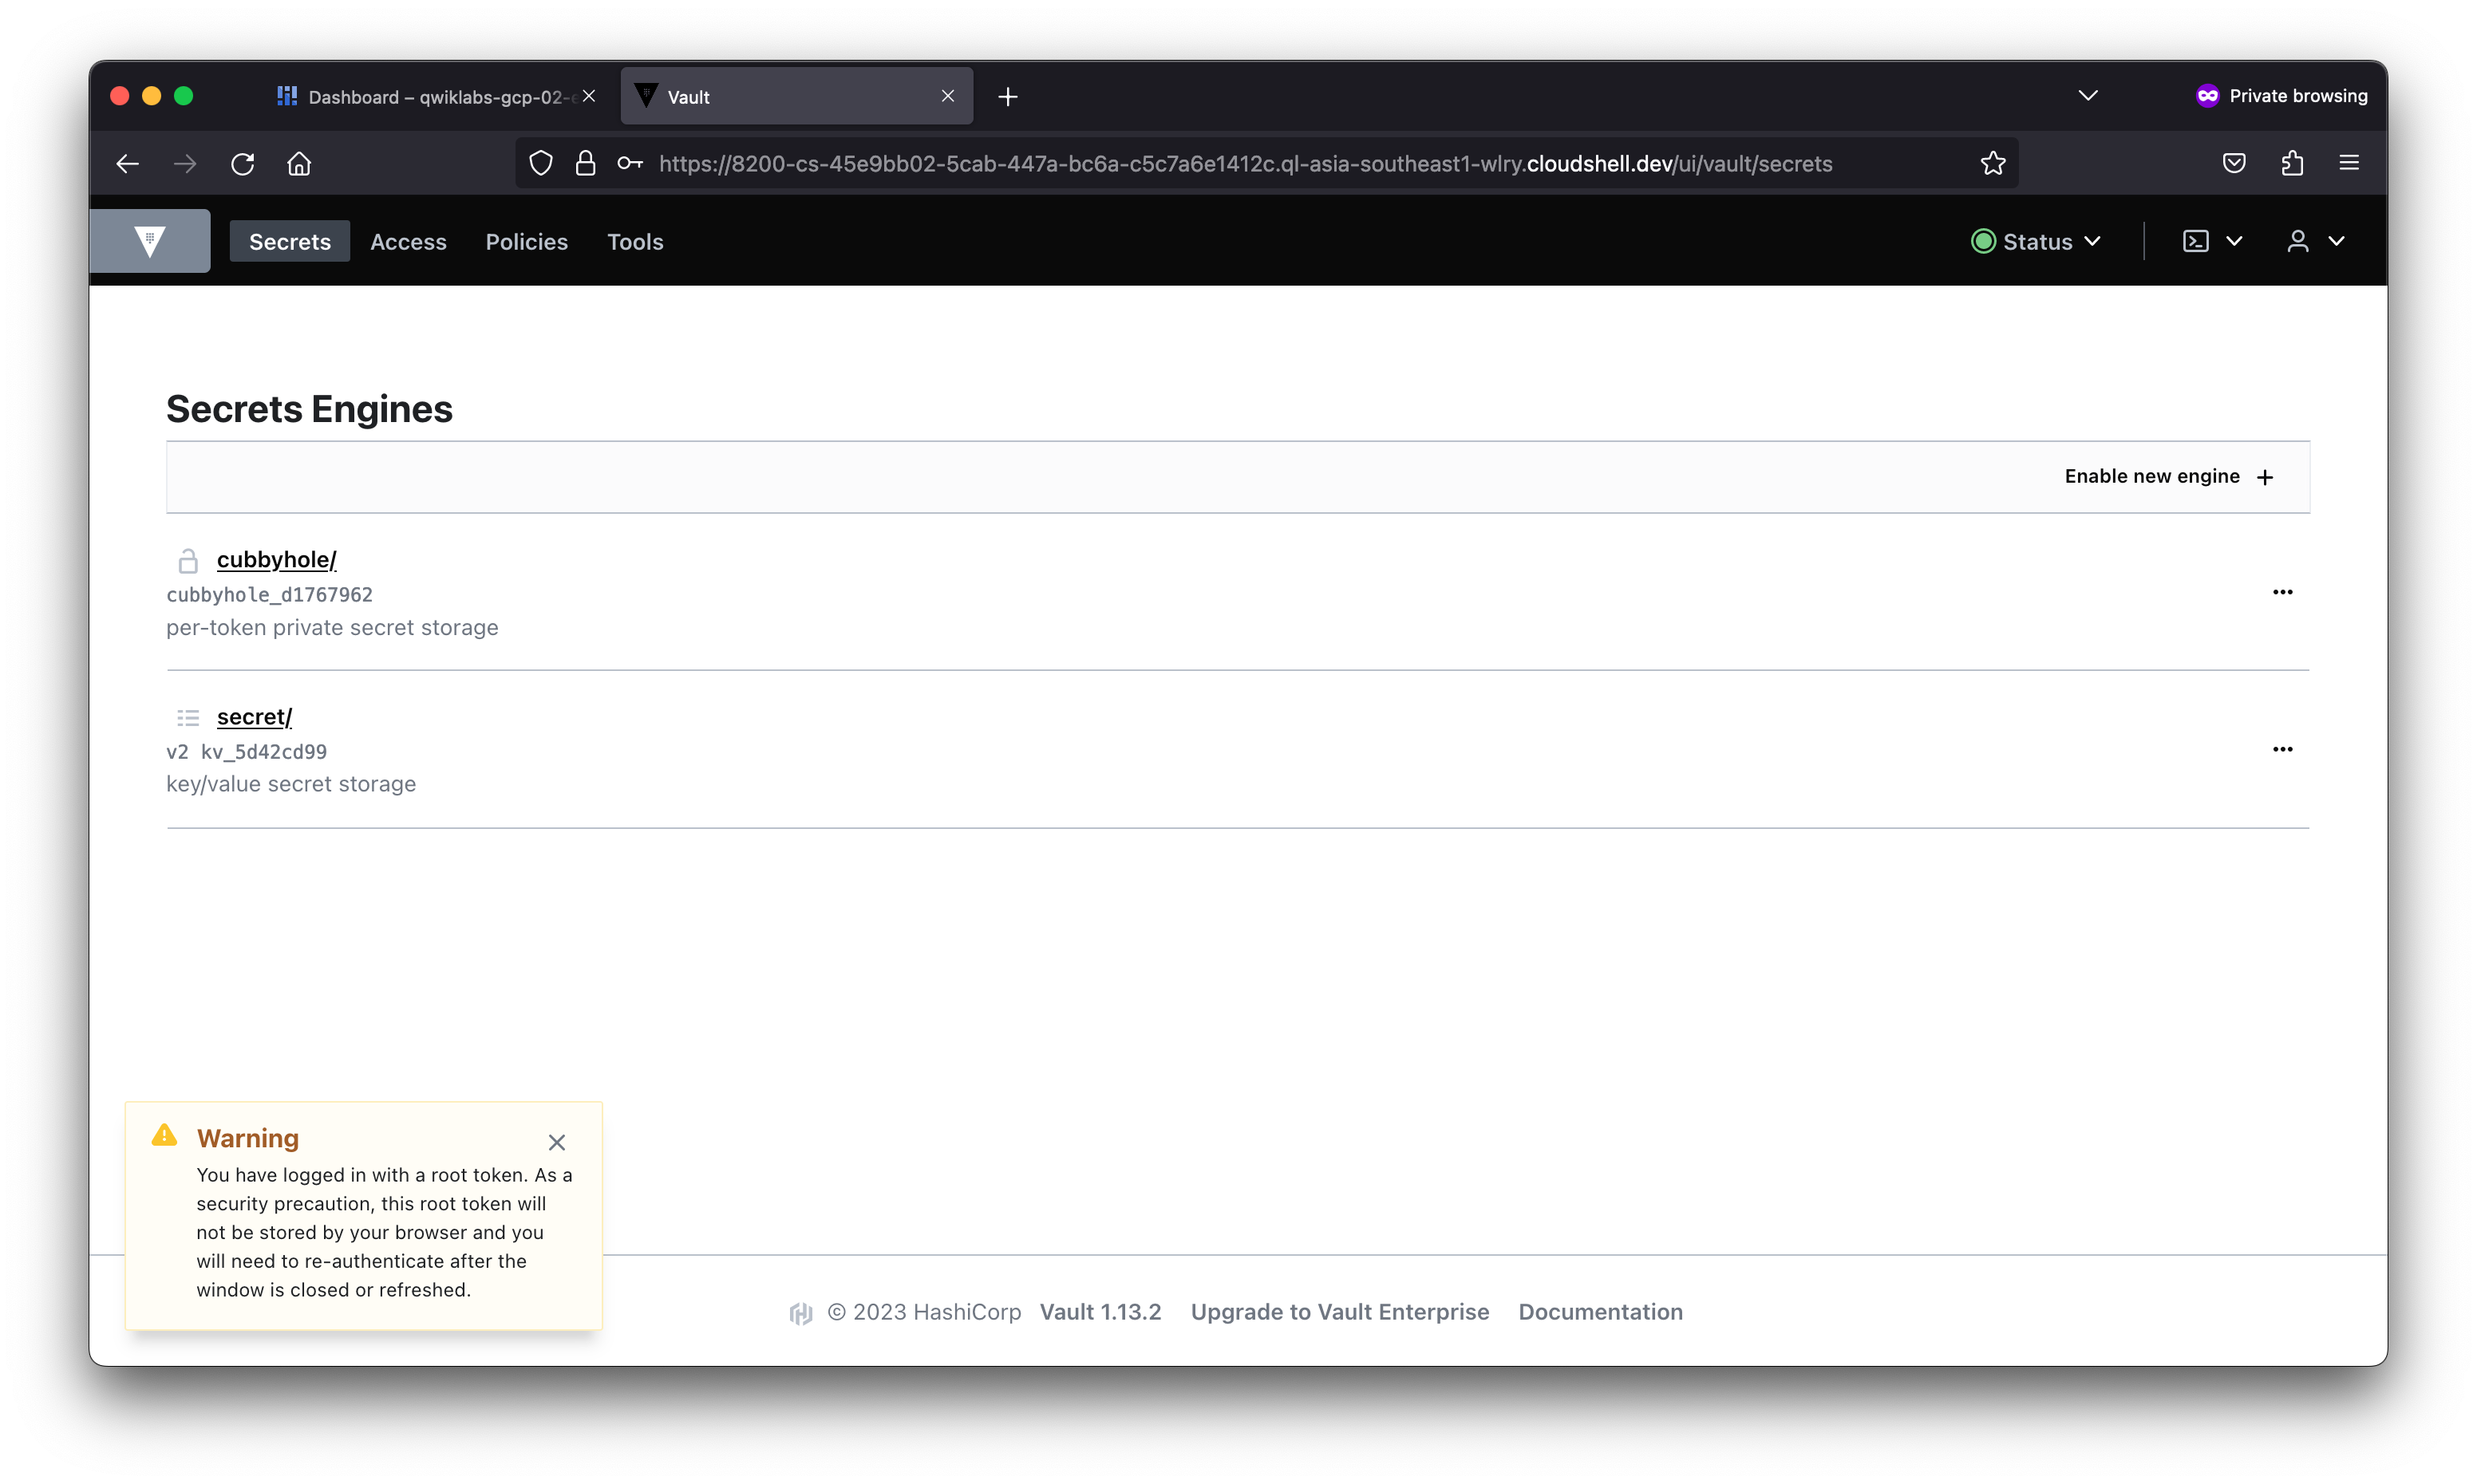 Dashboard – qwiklabs-gcp-02-
Vault
Private browsing
https://8200-cs-45e9bb02-5cab-447a-bc6a-c5c7a6e1412c.ql-asia-southeast1-wlry.cloudshell.dev/ui/vault/secrets
Secrets Access Policies Tools Status
Secrets Engines
Enable new engine +
cubbyhole/
cubbyhole_d1767962
per-token private secret storage
secret/
v2 kv_5d42cd99
key/value secret storage
Warning
You have logged in with a root token. As a
security precaution, this root token will
not be stored by your browser and you
will need to re-authenticate after the
window is closed or refreshed.
© 2023 HashiCorp Vault 1.13.2 Upgrade to Vault Enterprise Documentation